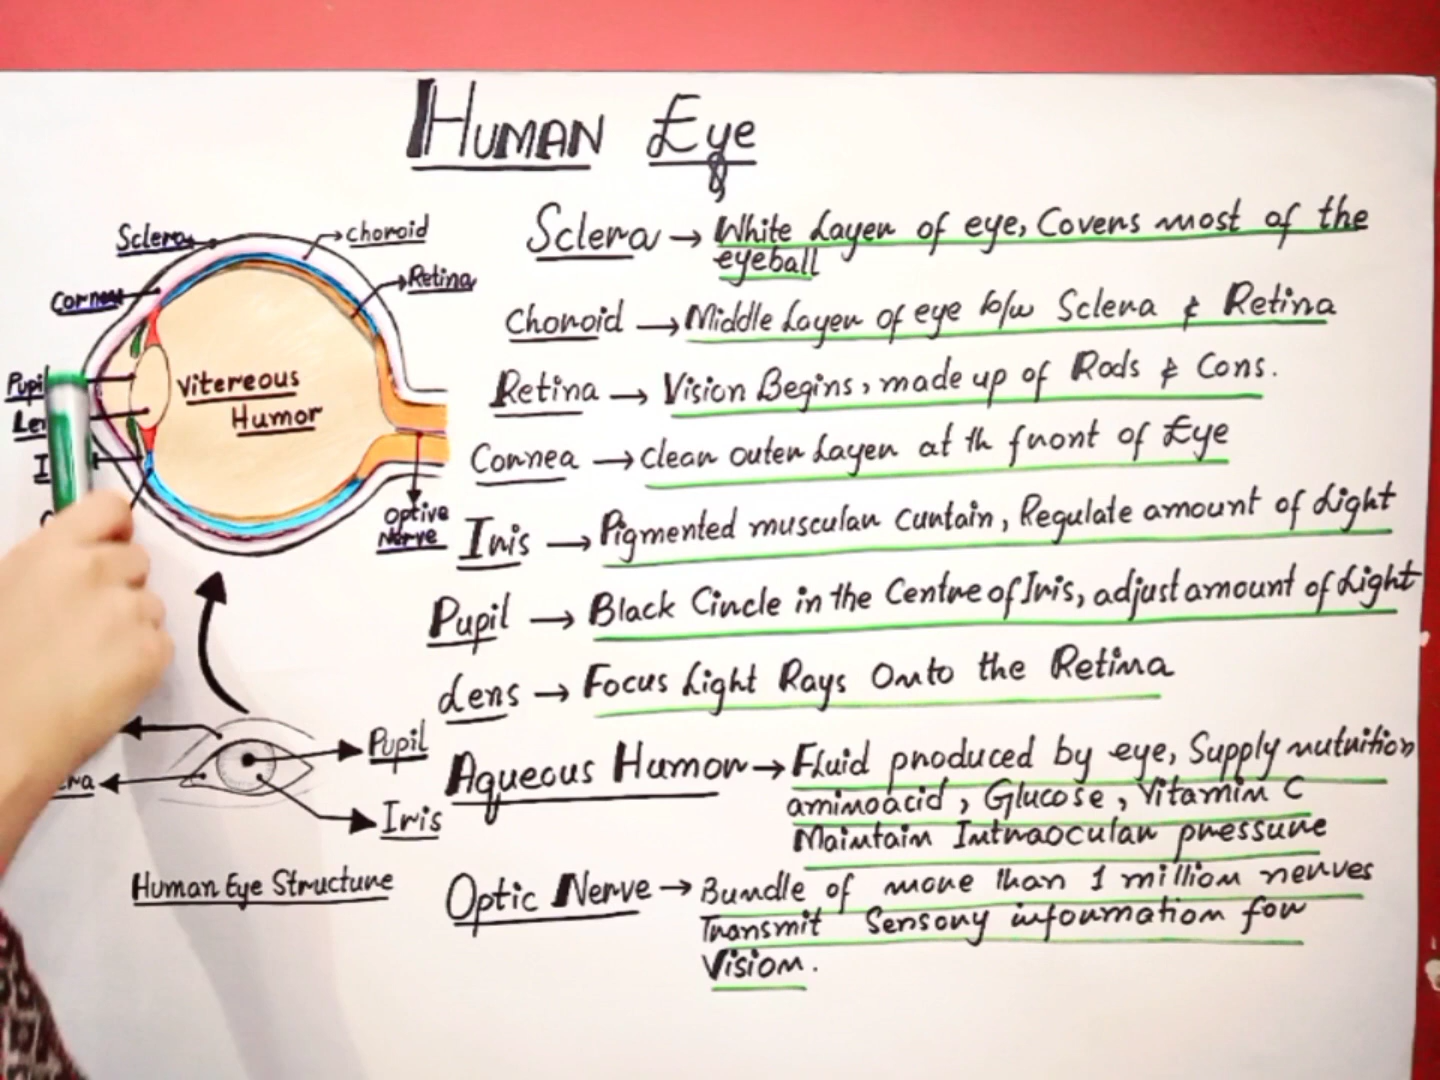 HUMAN Eye
Sclera
choroid
Retina
Cornea
Pupil
Vitereous
Humor
Optive
Nerve
Pupil
Iris
Human Eye Structure
Sclera → White Layer of eye, Covers most of the
eyeball
Choroid → Middle Layer of eye b/w Sclera & Retina
Retina → Vision Begins, made up of Rods & Cons.
Cornea → Clear outer Layer at th front of Eye
Iris → Pigmented muscular Curtain, Regulate amount of Light
Pupil → Black Circle in the Centre of Iris, adjust amount of Light
Lens → Focus Light Rays Onto the Retina
Aqueous Humor → Fluid produced by eye, Supply nutrition
aminoacid, Glucose, Vitamin C
Maintain Intraocular pressure
Optic Nerve → Bundle of more than 1 million nerves
Transmit Sensory information for
Vision.